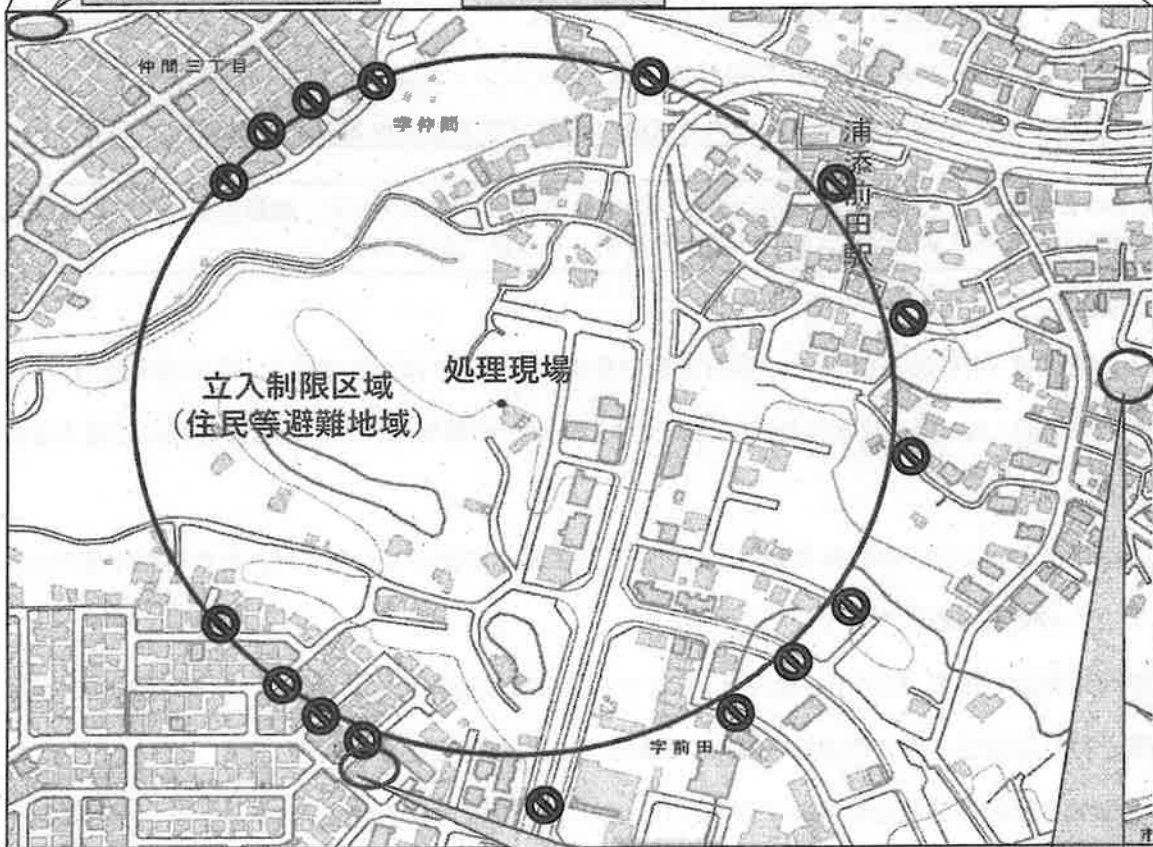 仲間三丁目
字仲間
浦添前田駅
処理現場
立入制限区域
(住民等避難地域)
字前田
市